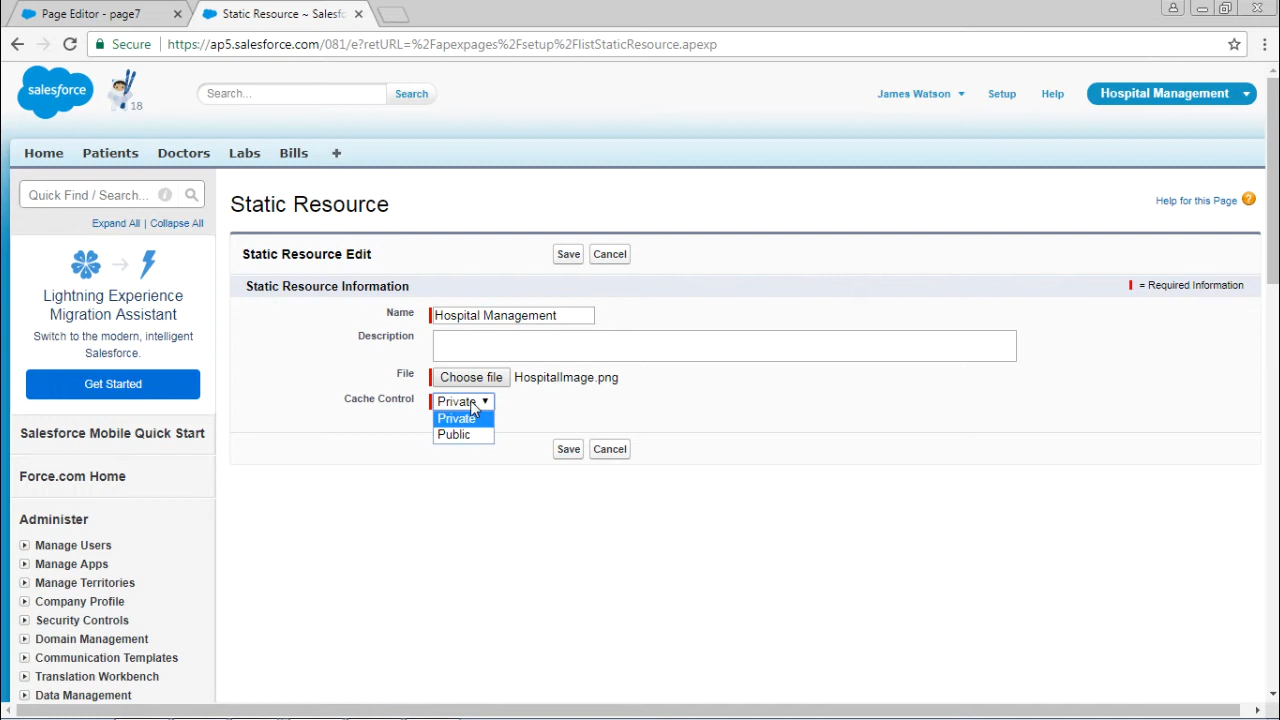 Page Editor - page7
Static Resource ~ Salesfo
Secure
https://ap5.salesforce.com/081/e?retURL=%2Fapexpages%2Fsetup%2FlistStaticResource.apexp
salesforce
18
Search...
Search
James Watson
Setup
Help
Hospital Management
Home
Patients
Doctors
Labs
Bills
+
Quick Find / Search...
Expand All | Collapse All
Lightning Experience
Migration Assistant
Switch to the modern, intelligent
Salesforce.
Get Started
Salesforce Mobile Quick Start
Force.com Home
Administer
Manage Users
Manage Apps
Manage Territories
Company Profile
Security Controls
Domain Management
Communication Templates
Translation Workbench
Data Management
Static Resource
Help for this Page ?
Static Resource Edit
Save
Cancel
Static Resource Information
= Required Information
Name
Hospital Management
Description
File
Choose file
HospitalImage.png
Cache Control
Private
Private
Public
Save
Cancel